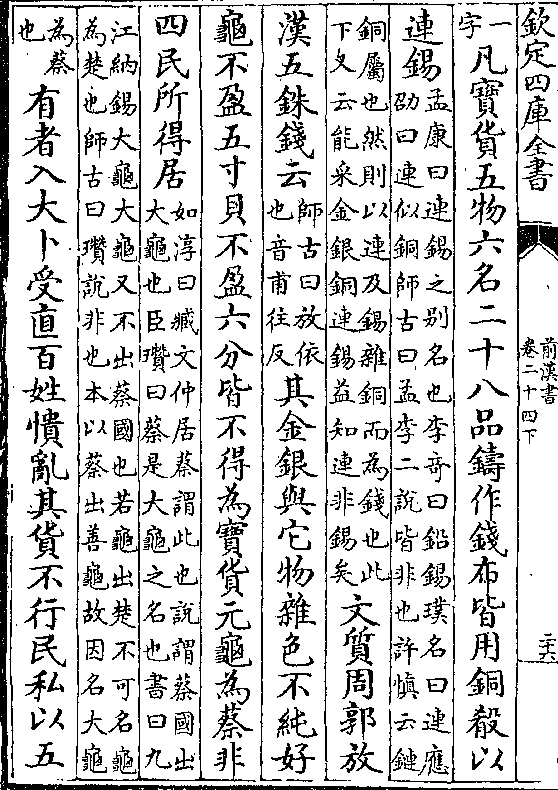 欽定四庫全書
前漢書
卷二十四下
一
字
凡寶貨五物六名二十八品鑄作錢布皆用銅殽以
連錫
孟康曰連錫之别名也李竒曰鉛錫璞名曰連應
劭曰連似銅師古曰孟李二說皆非也許慎云鏈
銅屬也然則以連及錫雜銅而為錢也此
下文云能采金銀銅連錫益知連非錫矣
文質周郭放
漢五銖錢云
師古曰放依
也音甫往反
其金銀與它物雜色不純好
龜不盈五寸貝不盈六分皆不得為寶貨元龜為蔡非
四民所得居
如淳曰臧文仲居蔡謂此也說謂蔡國出
大龜也臣瓚曰蔡是大龜之名也書曰九
江納錫大龜大龜又不出蔡國也若龜出楚不可名龜
為楚也師古曰瓚說非也本以蔡出善龜故因名大龜
為蔡
也
有者入大卜受直百姓憒亂其貨不行民私以五